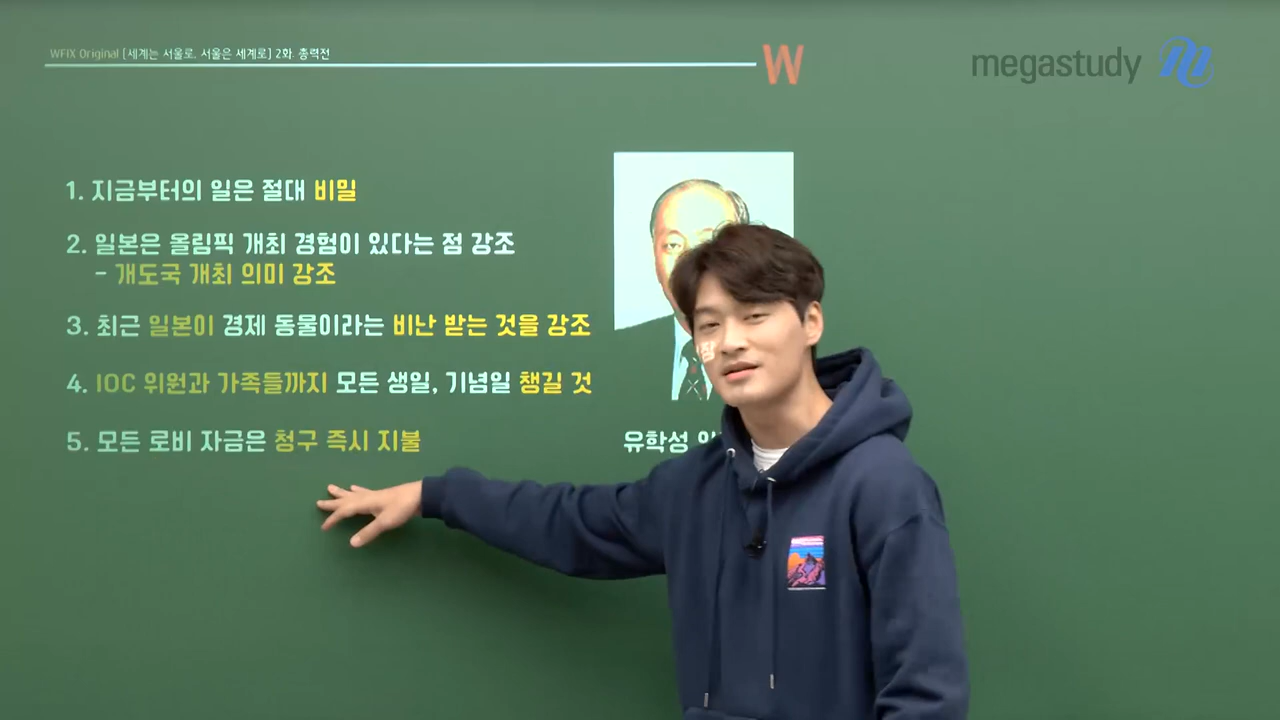 WFIX Original [세계는 서울로, 서울은 세계로] 2화. 총력전
W
megastudy
1. 지금부터의 일은 절대 비밀
2. 일본은 올림픽 개최 경험이 있다는 점 강조
- 개도국 개최 의미 강조
3. 최근 일본이 경제 동물이라는 비난 받는 것을 강조
4. IOC 위원과 가족들까지 모든 생일, 기념일 챙길 것
5. 모든 로비 자금은 청구 즉시 지불
유학성